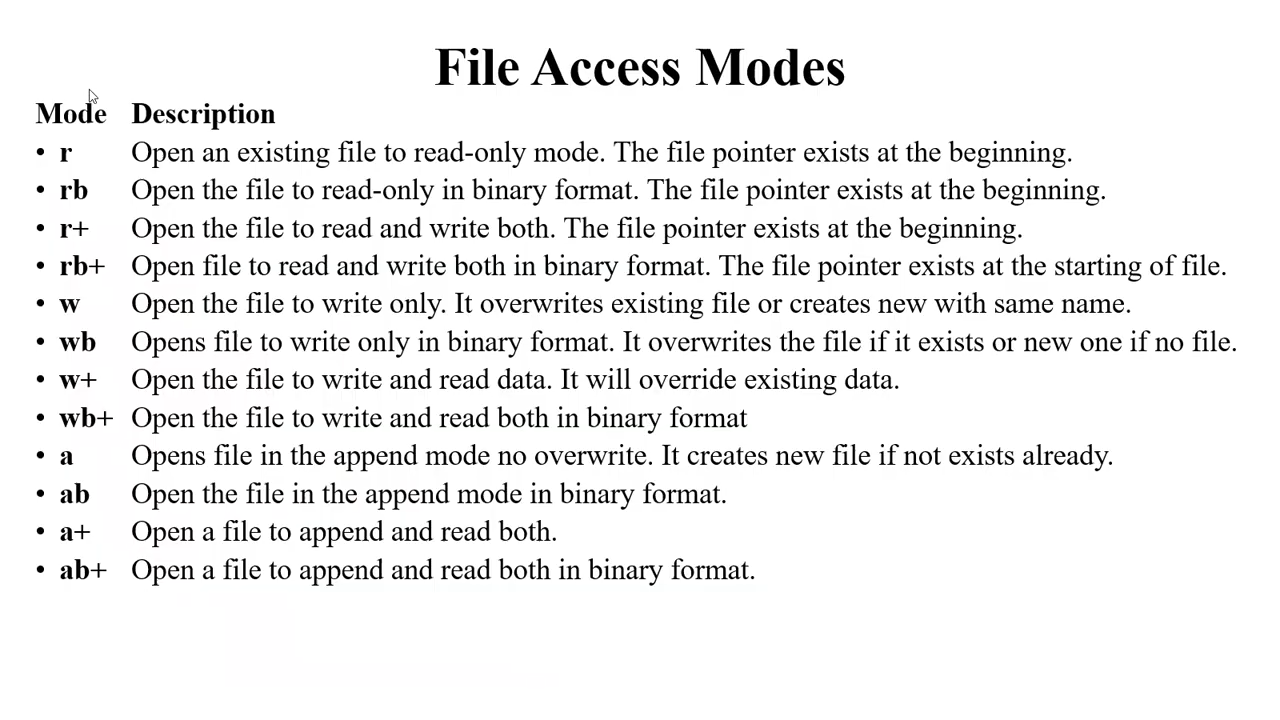 File Access Modes
Mode Description
• r Open an existing file to read-only mode. The file pointer exists at the beginning.
• rb Open the file to read-only in binary format. The file pointer exists at the beginning.
• r+ Open the file to read and write both. The file pointer exists at the beginning.
• rb+ Open file to read and write both in binary format. The file pointer exists at the starting of file.
• w Open the file to write only. It overwrites existing file or creates new with same name.
• wb Opens file to write only in binary format. It overwrites the file if it exists or new one if no file.
• w+ Open the file to write and read data. It will override existing data.
• wb+ Open the file to write and read both in binary format
• a Opens file in the append mode no overwrite. It creates new file if not exists already.
• ab Open the file in the append mode in binary format.
• a+ Open a file to append and read both.
• ab+ Open a file to append and read both in binary format.